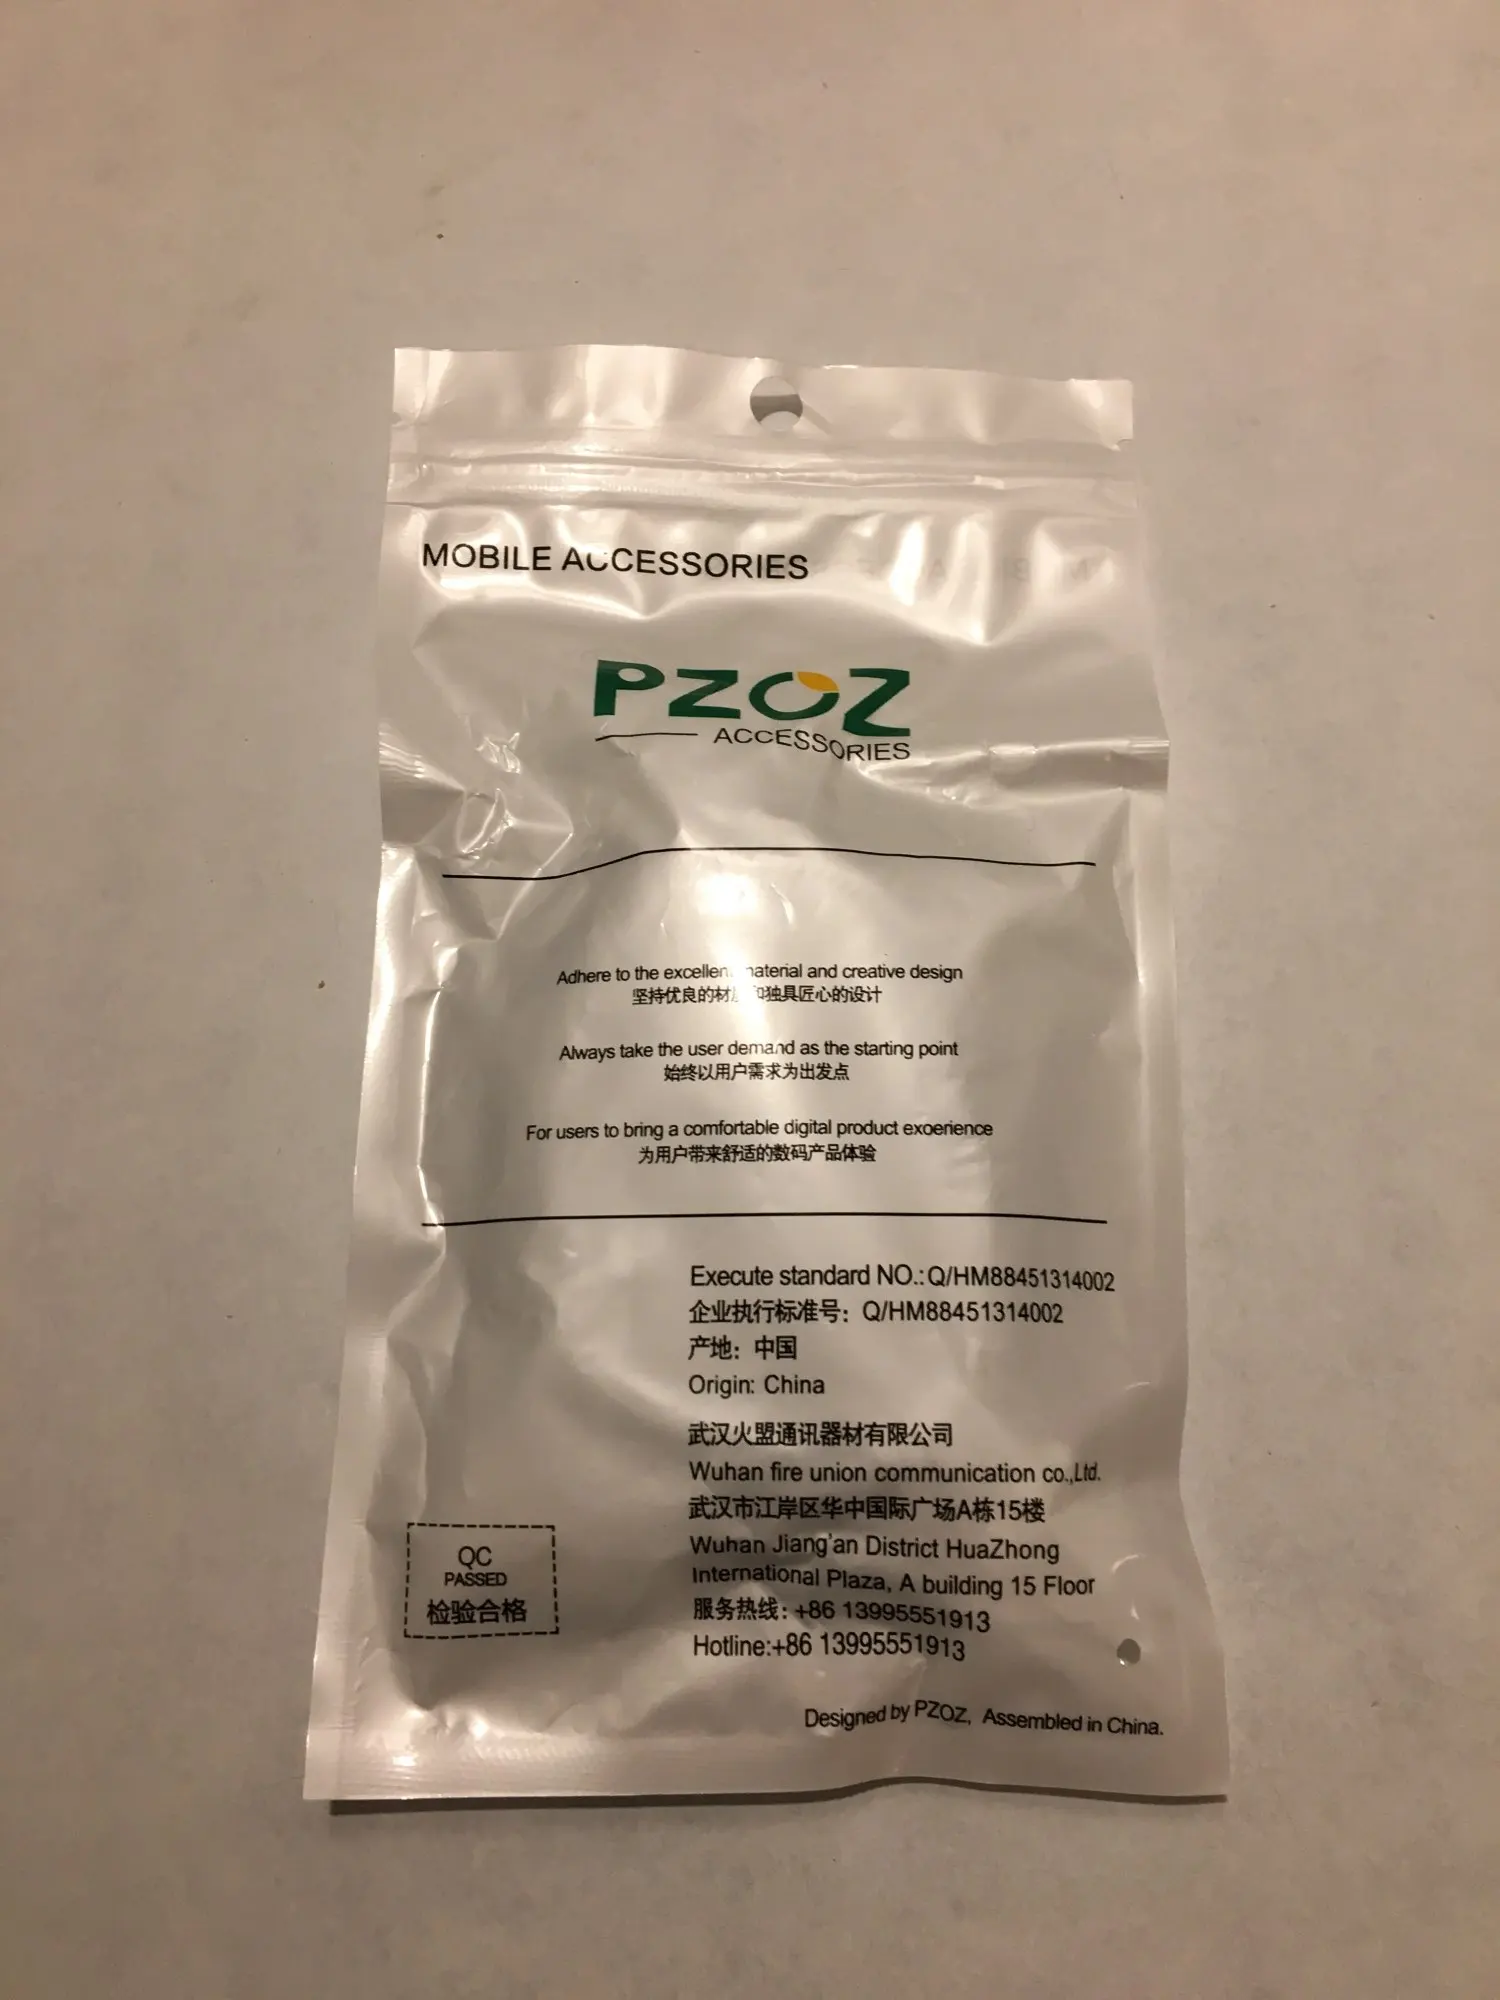 MOBILE ACCESSORIES
PZOZ
ACCESSORIES
Adhere to the excellent material and creative design
坚持优良的材质和独具匠心的设计
Always take the user demand as the starting point
始终以用户需求为出发点
For users to bring a comfortable digital product exoerience
为用户带来舒适的数码产品体验
Execute standard NO.:Q/HM88451314002
企业执行标准号：Q/HM88451314002
产地：中国
Origin: China
武汉火盟通讯器材有限公司
Wuhan fire union communication co.,Ltd.
武汉市江岸区华中国际广场A栋15楼
Wuhan Jiang'an District HuaZhong
International Plaza, A building 15 Floor
服务热线：+86 13995551913
Hotline:+86 13995551913
QC
PASSED
检验合格
Designed by PZOZ, Assembled in China.